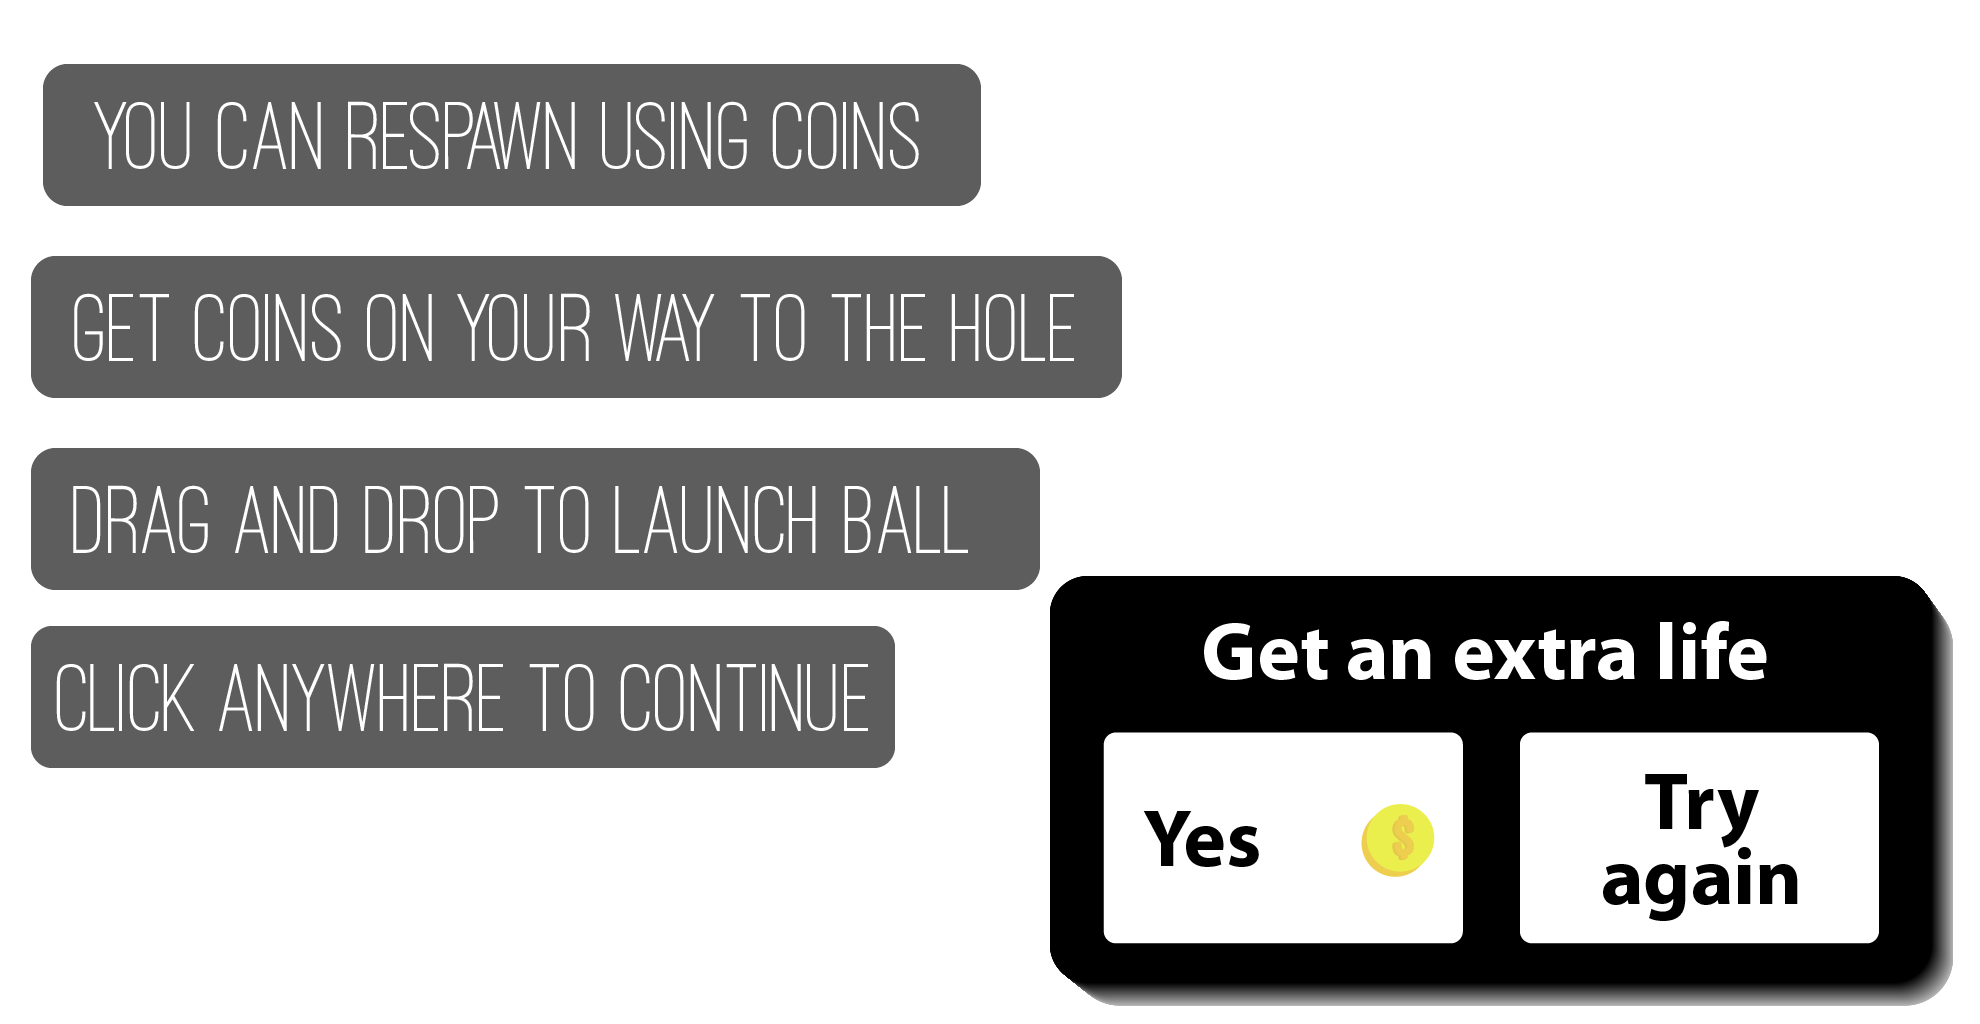 YOU CAN RESPAWN USING COINS
GET COINS ON YOUR WAY TO THE HOLE
DRAG AND DROP TO LAUNCH BALL
CLICK ANYWHERE TO CONTINUE
Get an extra life
Yes $
Try
again